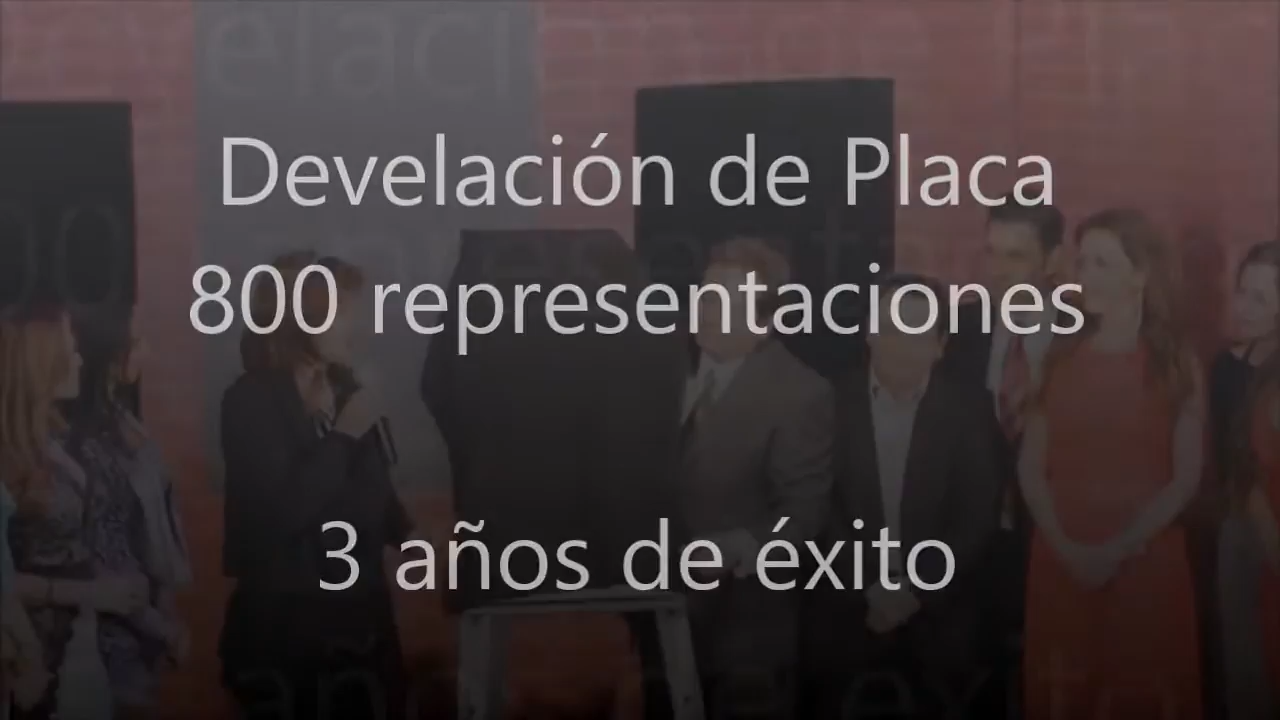 Develación de Placa
800 representaciones
3 años de éxito